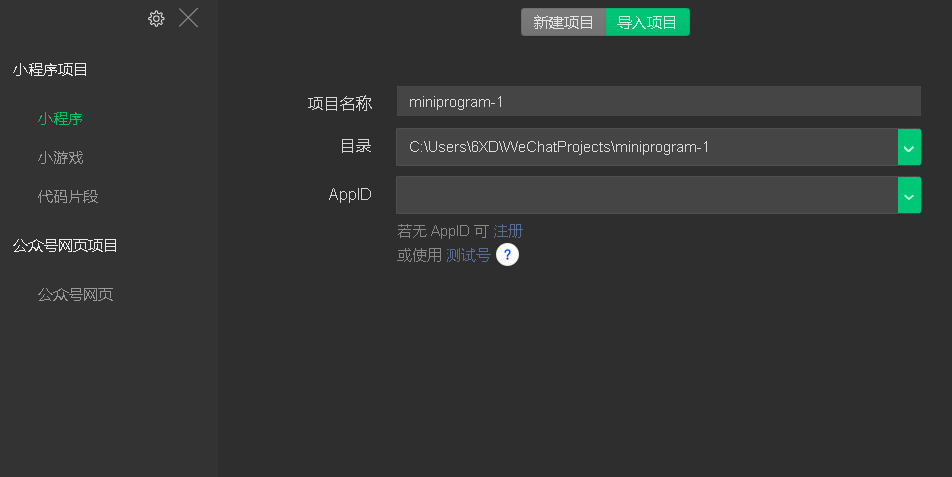 新建项目 导入项目
小程序项目
小程序
小游戏
代码片段
公众号网页项目
公众号网页
项目名称 miniprogram-1
目录 C:\Users\6XD\WeChatProjects\miniprogram-1
AppID
若无 AppID 可 注册
或使用 测试号 ?